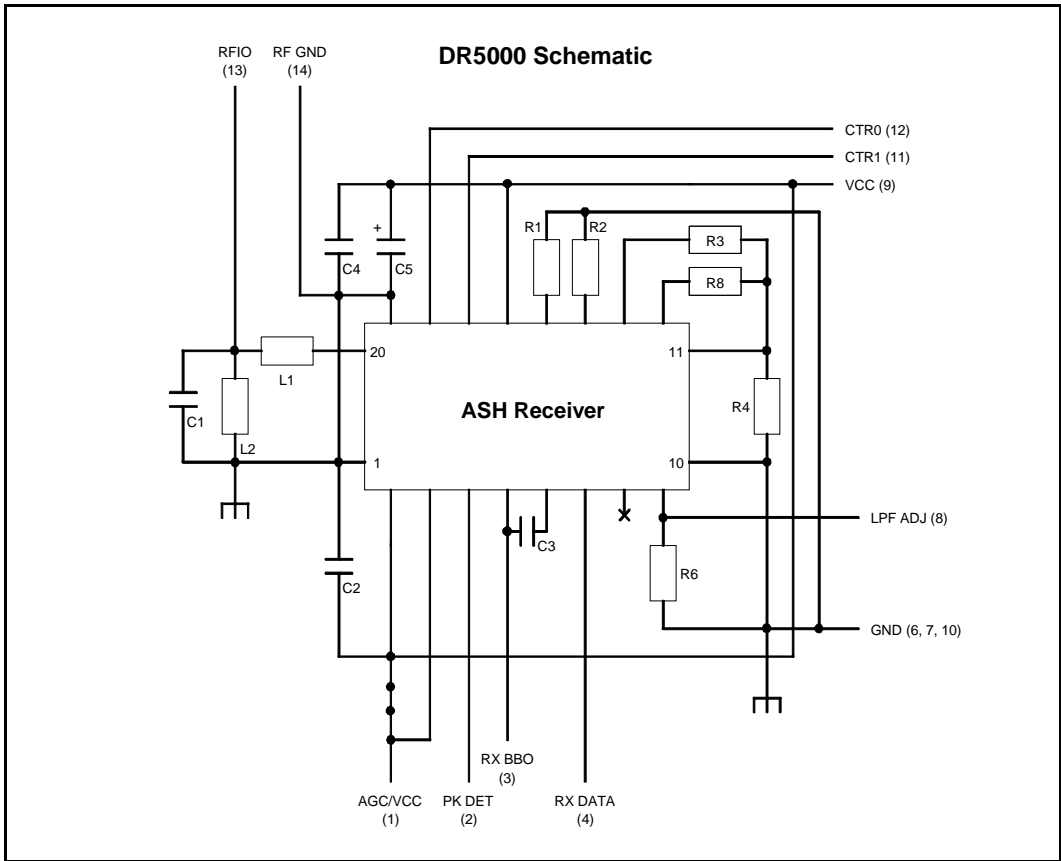 DR5000 Schematic
RFIO
(13)
RF GND
(14)
CTR0 (12)
CTR1 (11)
VCC (9)
R1
R2
R3
+
C4
C5
R8
20
11
L1
C1
ASH Receiver
R4
L2
1
10
LPF ADJ (8)
C3
C2
R6
GND (6, 7, 10)
RX BBO
(3)
AGC/VCC
(1)
PK DET
(2)
RX DATA
(4)